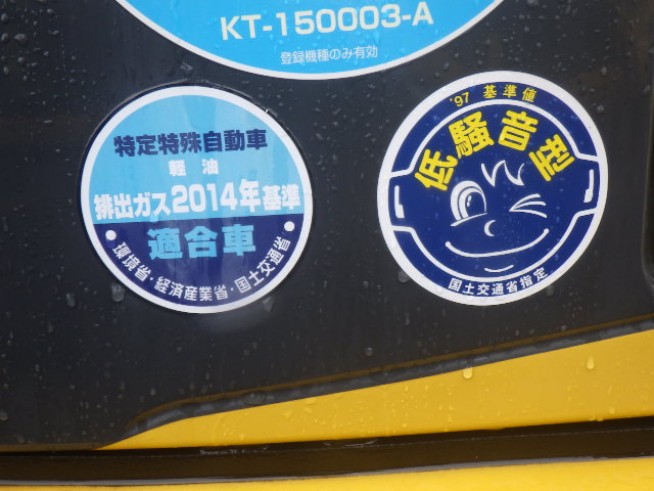 KT-150003-A
登録機種のみ有効
特定特殊自動車
軽油
排出ガス2014年基準
適合車
・環境省・経済産業省・国土交通省・
'97 基準値
低騒音型
国土交通省指定